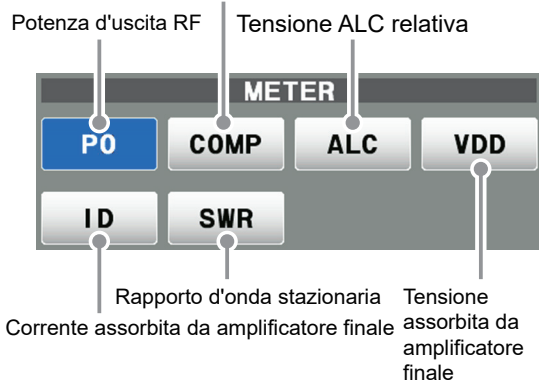 Potenza d'uscita RF
Tensione ALC relativa
METER
PO
COMP
ALC
VDD
ID
SWR
Rapporto d'onda stazionaria
Corrente assorbita da amplificatore finale
Tensione
assorbita da
amplificatore
finale